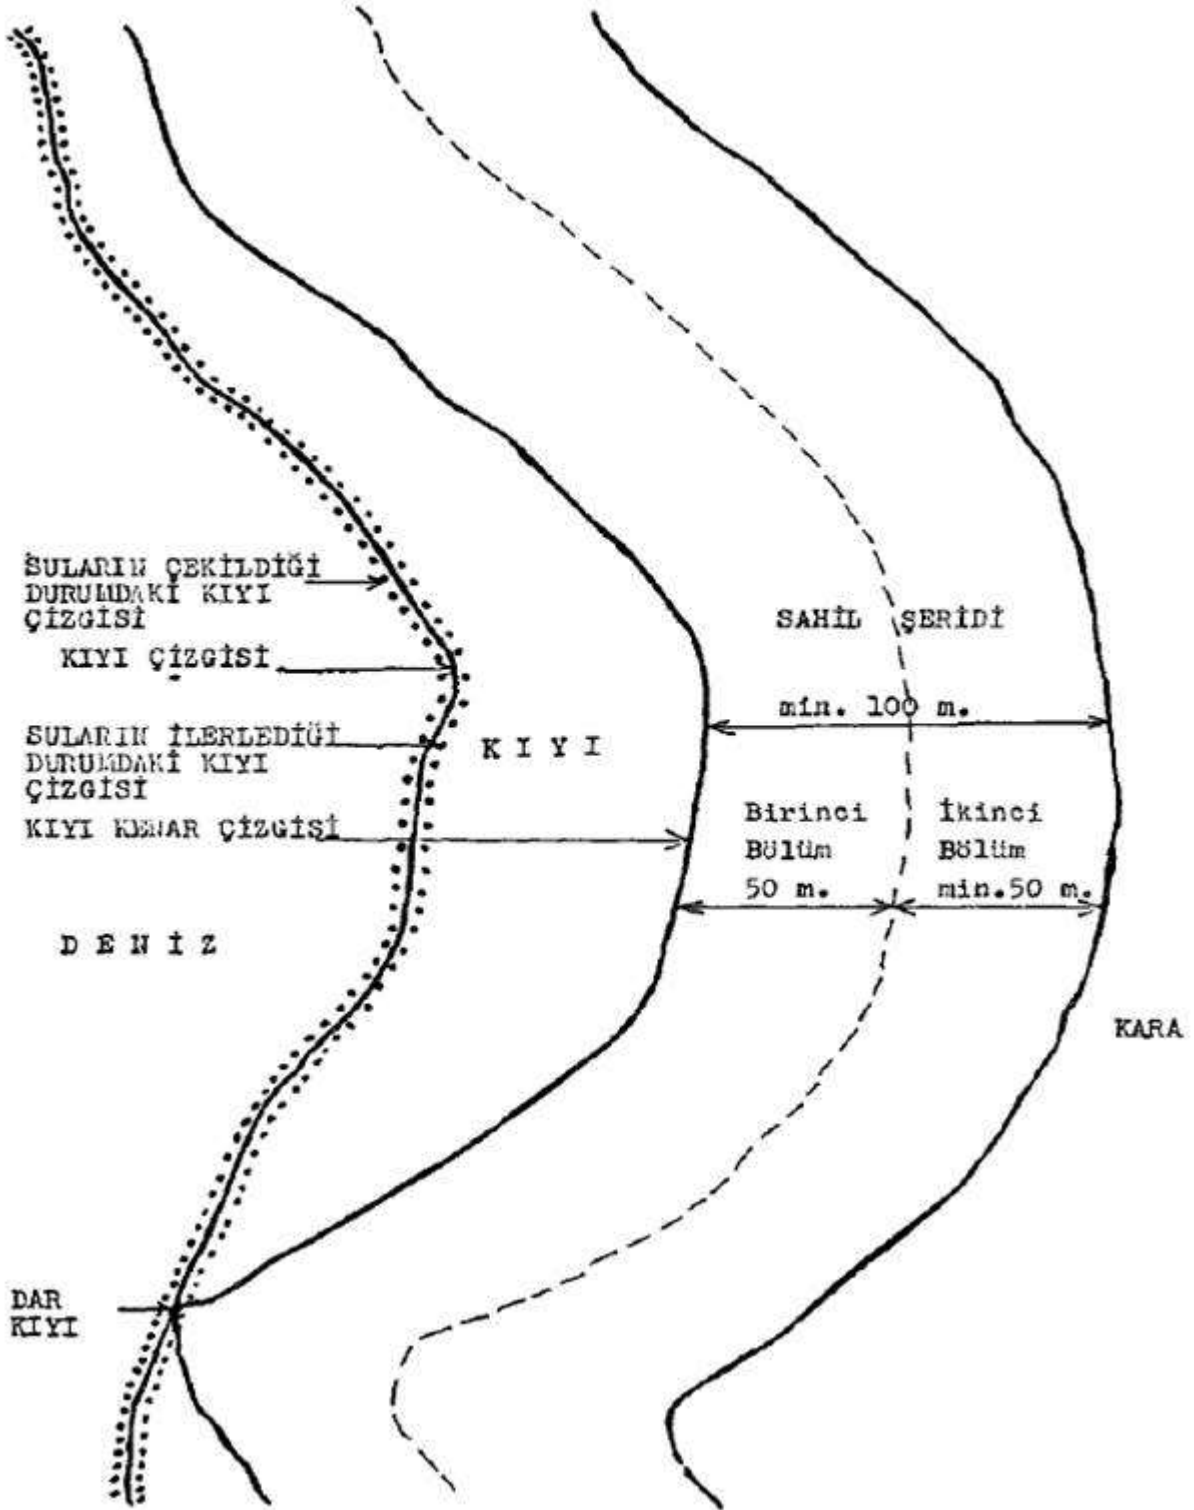 SULARIN ÇEKİLDİĞİ
DURUMDAKİ KIYI
ÇİZGİSİ
KIYI ÇİZGİSİ
SULARIN İLERLEDİĞİ
DURUMDAKİ KIYI
ÇİZGİSİ
KIYI KENAR ÇİZGİSİ
KIYI
DENİZ
SAHİL ŞERİDİ
min. 100 m.
Birinci
Bölüm
50 m.
İkinci
Bölüm
min.50 m.
KARA
DAR
KIYI